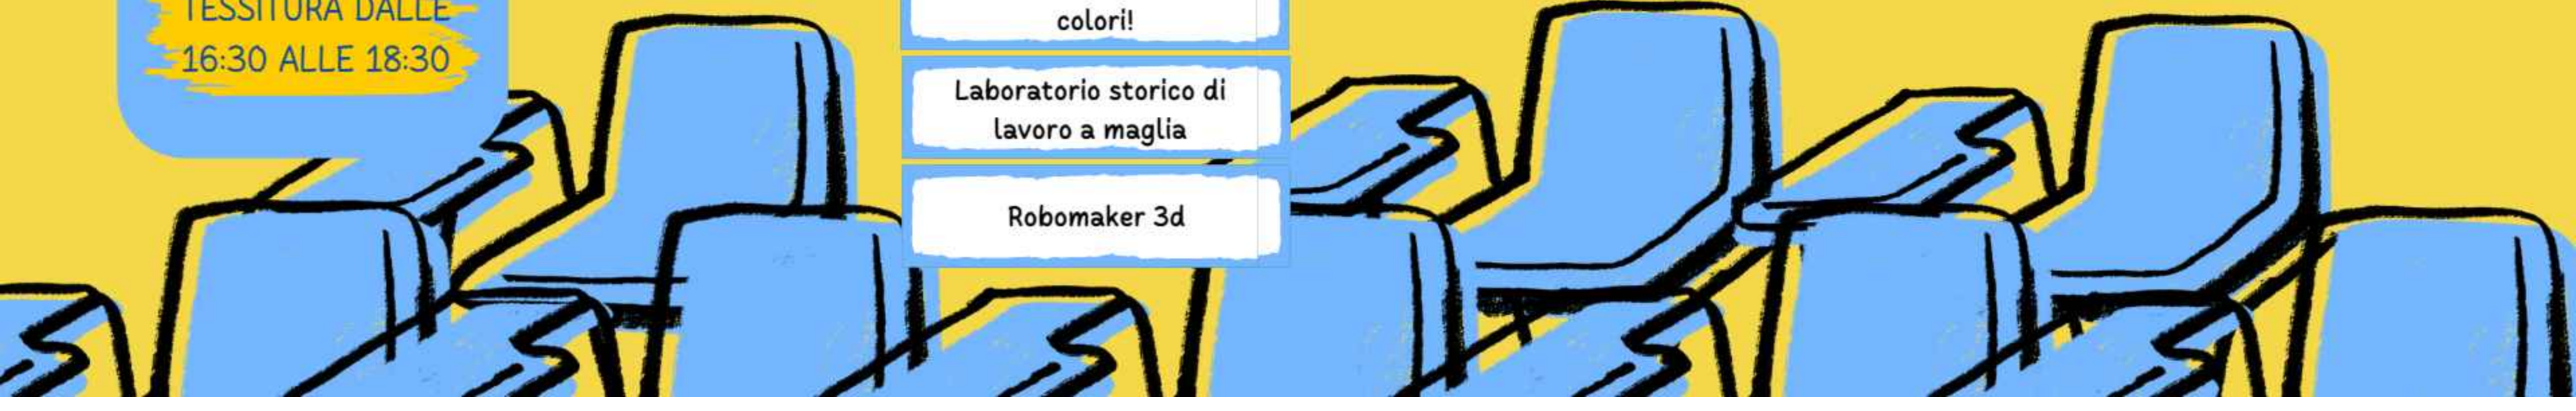 TESSITURA DALLE
16:30 ALLE 18:30
colori!
Laboratorio storico di
lavoro a maglia
Robomaker 3d